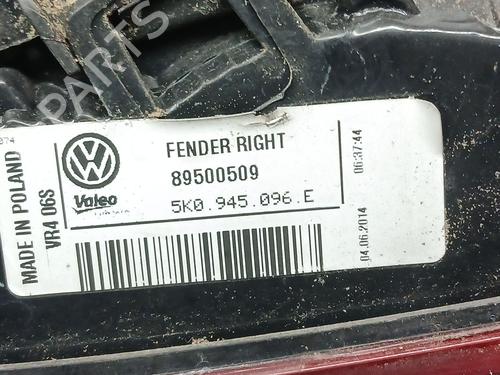 074
MADE IN POLAND
VR4 06S
Valeo
FENDER RIGHT
89500509
5K0.945.096.E
04.06.2014 06:37:44
B-PARTS